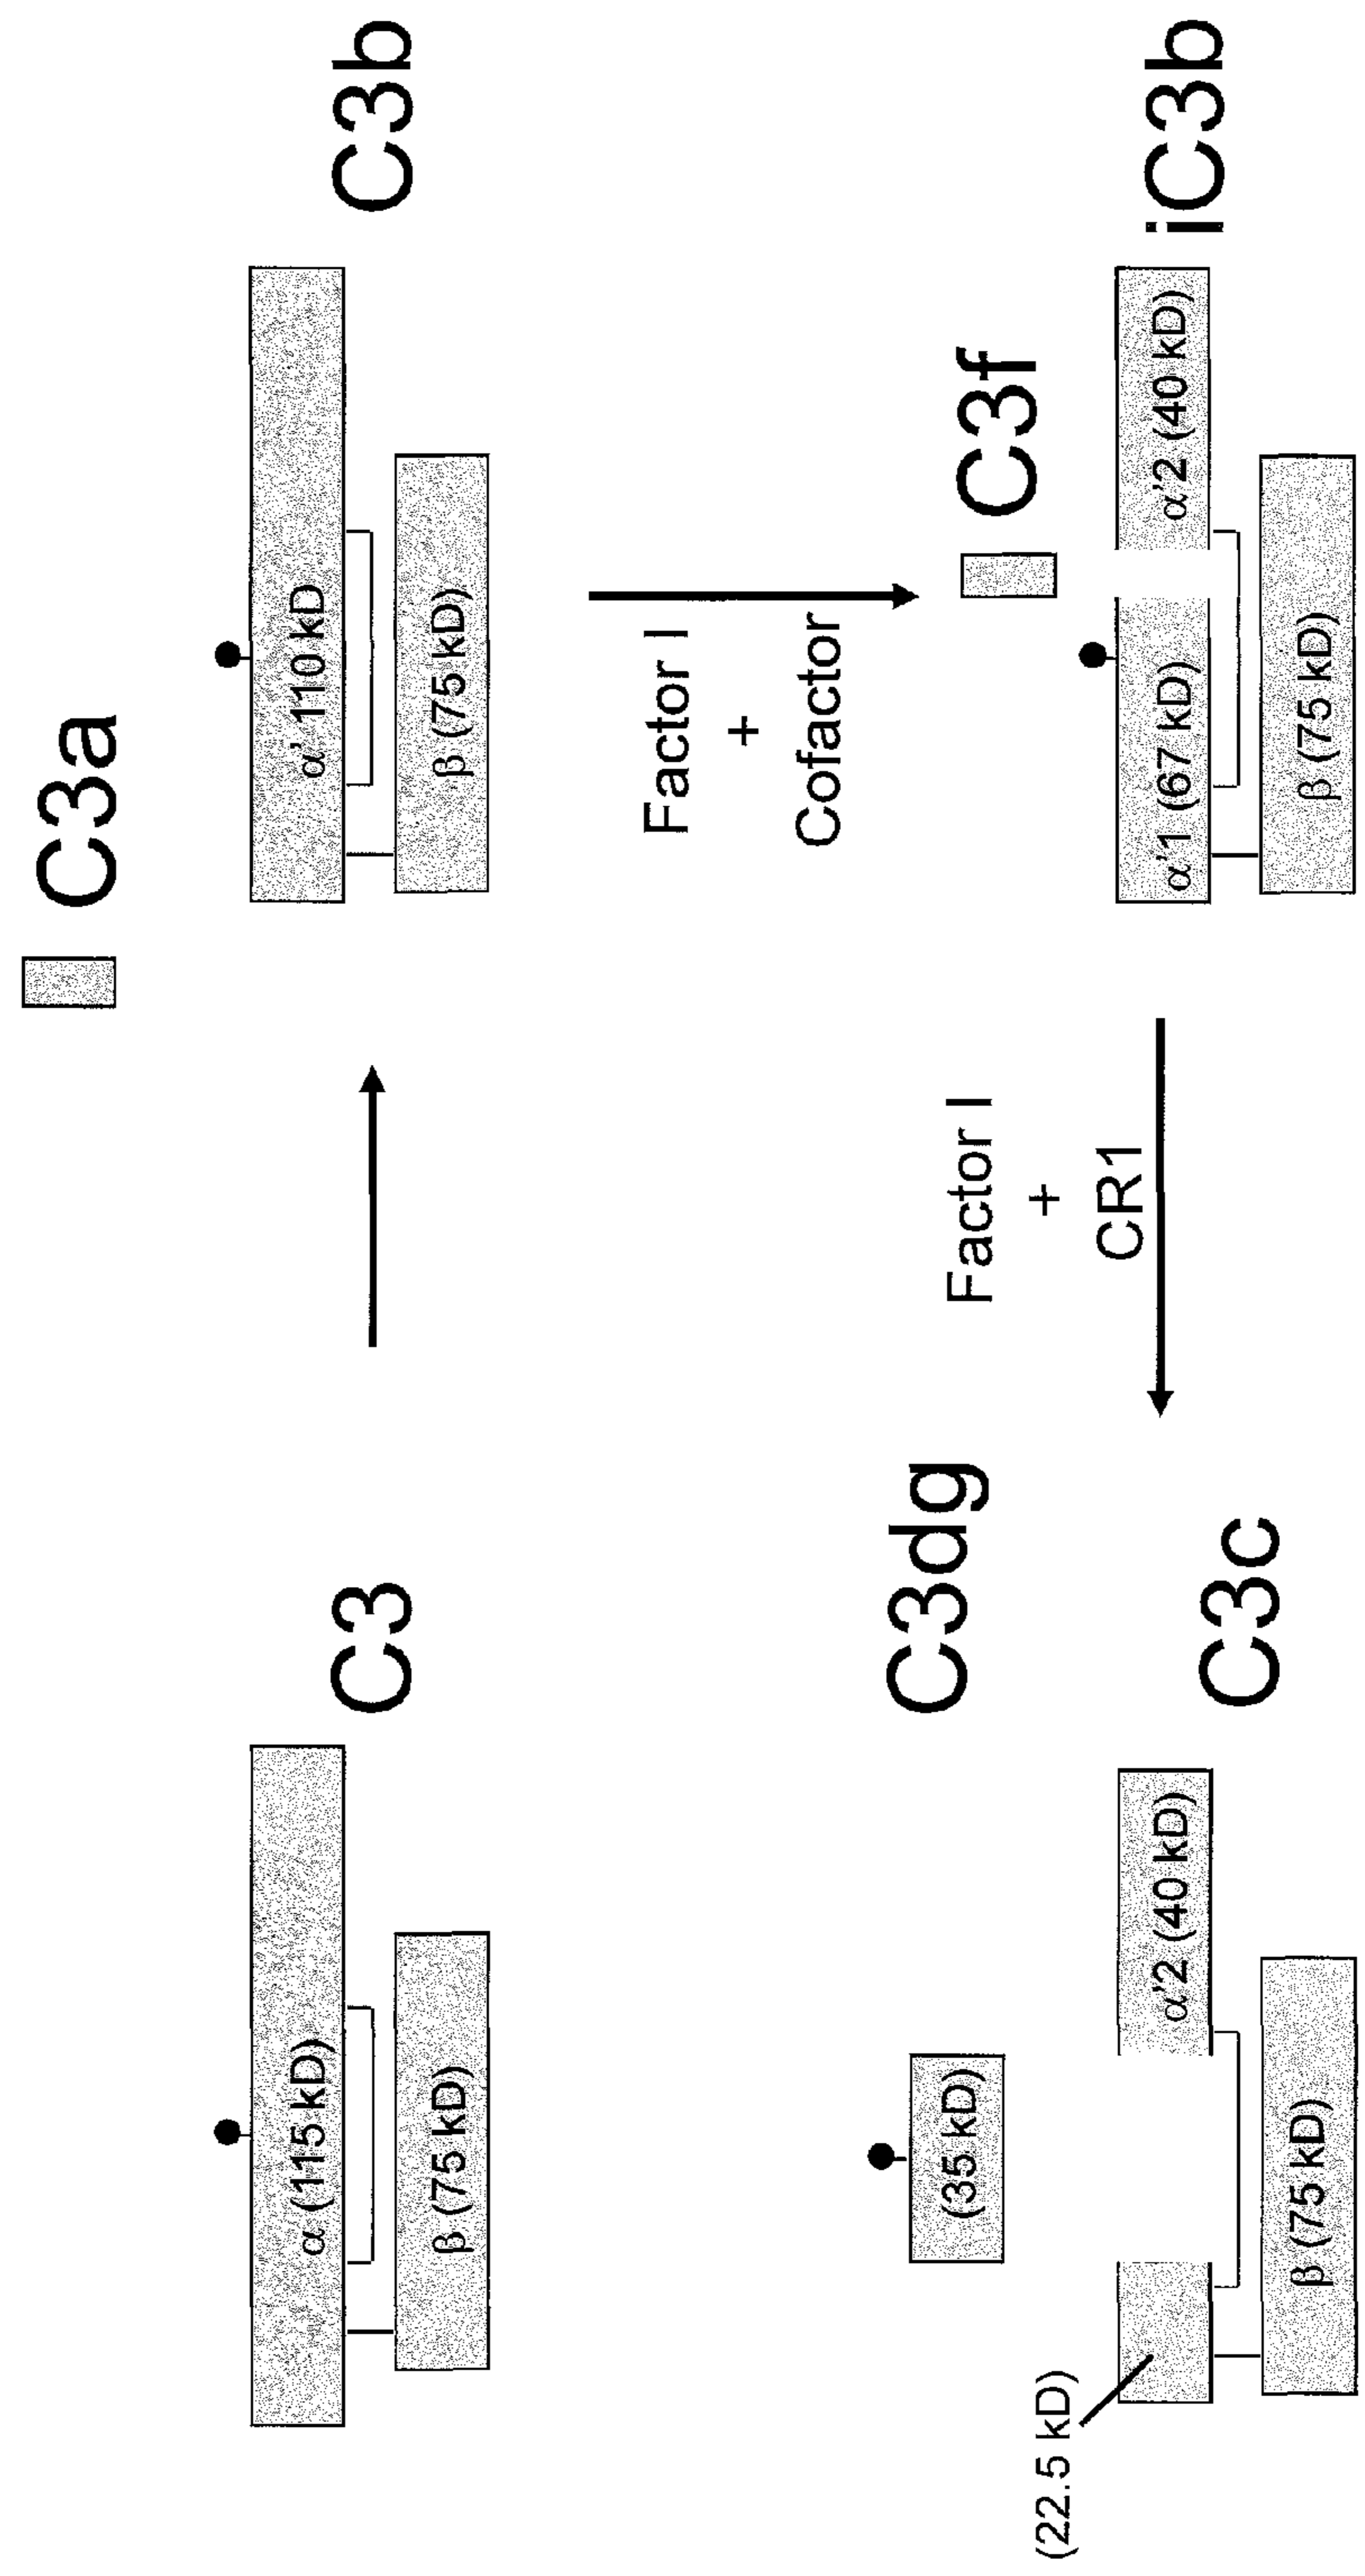 C3a
α (115 kD)
β (75 kD)
C3
α' 110 kD
β (75 kD)
C3b
Factor I
+
Cofactor
C3f
α'1 (67 kD)
α'2 (40 kD)
β (75 kD)
iC3b
Factor I
+
CR1
(35 kD)
C3dg
(22.5 kD)
α'2 (40 kD)
β (75 kD)
C3c